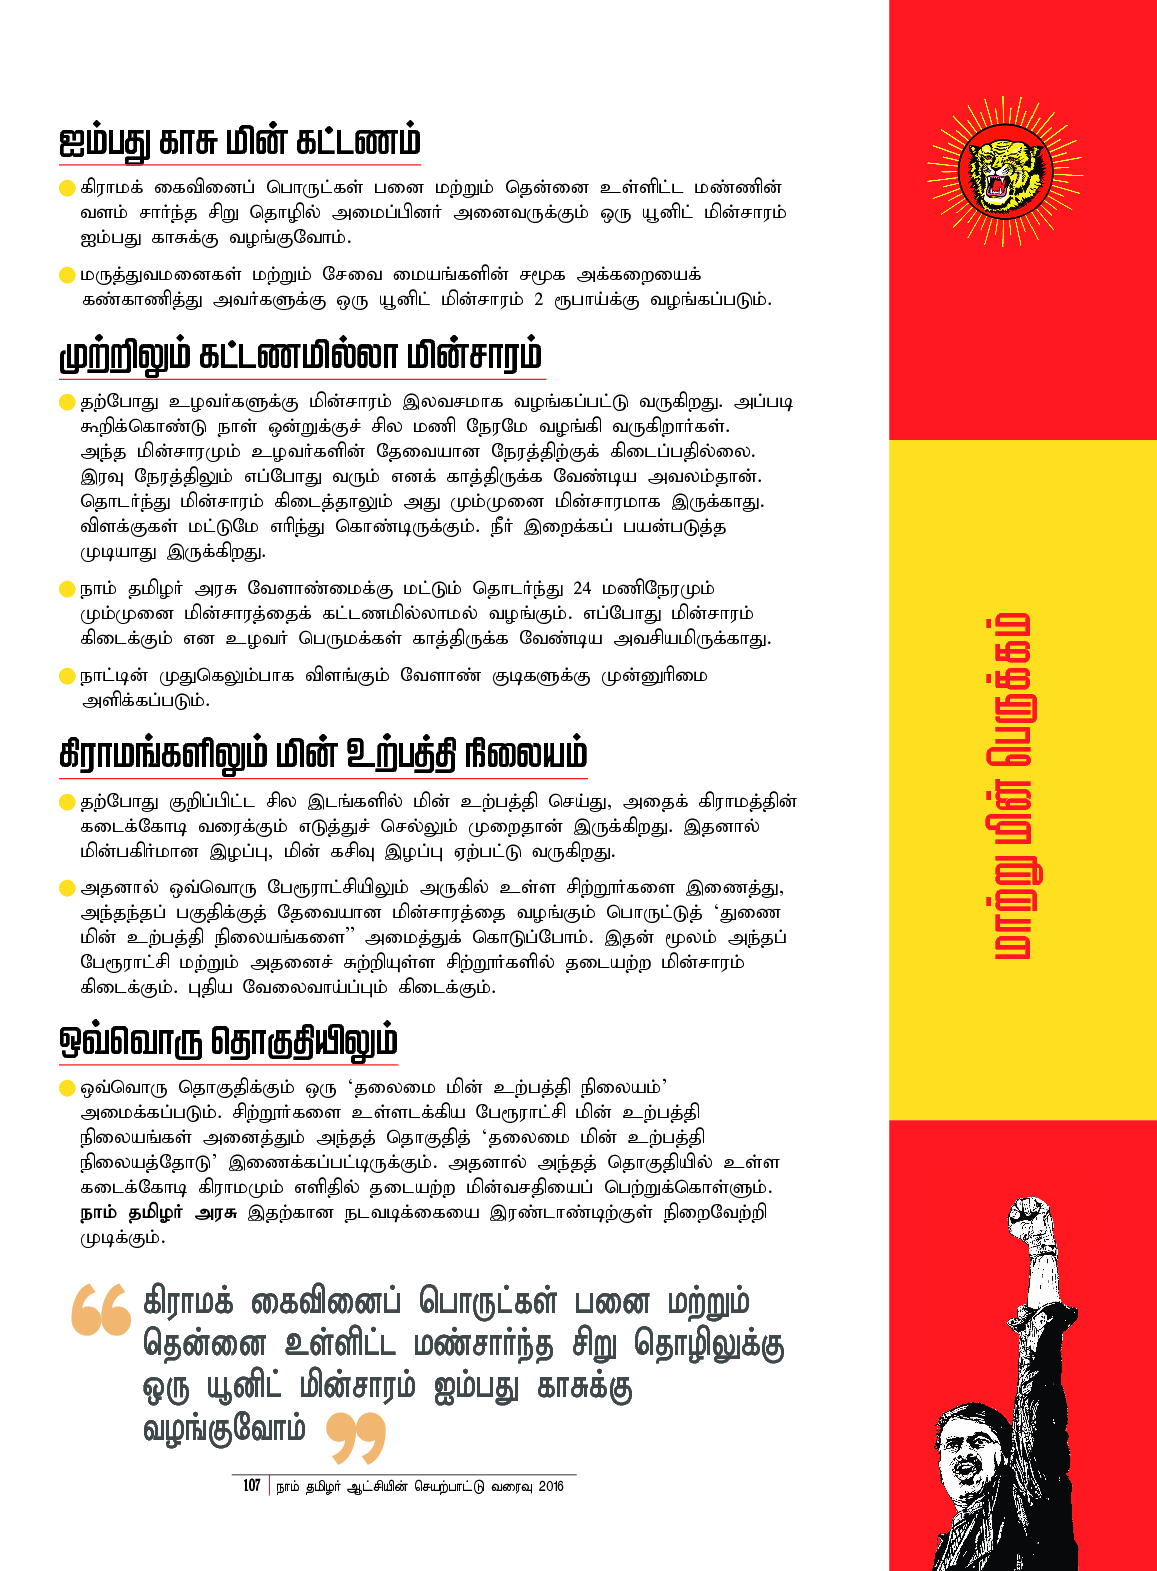 ஐம்பது காசு மின் கட்டணம்
கிராமக் கைவினைப் பொருட்கள் பனை மற்றும் தென்னை உள்ளிட்ட மண்ணின்
வளம் சார்ந்த சிறு தொழில் அமைப்பினர் அனைவருக்கும் ஒரு யூனிட் மின்சாரம்
ஐம்பது காசுக்கு வழங்குவோம்.
மருத்துவமனைகள் மற்றும் சேவை மையங்களின் சமூக அக்கறையைக்
கண்காணித்து அவர்களுக்கு ஒரு யூனிட் மின்சாரம் 2 ரூபாய்க்கு வழங்கப்படும்.
முற்றிலும் கட்டணமில்லா மின்சாரம்
தற்போது உழவர்களுக்கு மின்சாரம் இலவசமாக வழங்கப்பட்டு வருகிறது. அப்படி
கூறிக்கொண்டு நாள் ஒன்றுக்குச் சில மணி நேரமே வழங்கி வருகிறார்கள்.
அந்த மின்சாரமும் உழவர்களின் தேவையான நேரத்திற்குக் கிடைப்பதில்லை.
இரவு நேரத்திலும் எப்போது வரும் எனக் காத்திருக்க வேண்டிய அவலம்தான்.
தொடர்ந்து மின்சாரம் கிடைத்தாலும் அது மும்முனை மின்சாரமாக இருக்காது.
விளக்குகள் மட்டுமே எரிந்து கொண்டிருக்கும். நீர் இறைக்கப் பயன்படுத்த
முடியாது இருக்கிறது.
நாம் தமிழர் அரசு வேளாண்மைக்கு மட்டும் தொடர்ந்து 24 மணிநேரமும்
மும்முனை மின்சாரத்தைக் கட்டணமில்லாமல் வழங்கும். எப்போது மின்சாரம்
கிடைக்கும் என உழவர் பெருமக்கள் காத்திருக்க வேண்டிய அவசியமிருக்காது.
நாட்டின் முதுகெலும்பாக விளங்கும் வேளாண் குடிகளுக்கு முன்னுரிமை
அளிக்கப்படும்.
கிராமங்களிலும் மின் உற்பத்தி நிலையம்
தற்போது குறிப்பிட்ட சில இடங்களில் மின் உற்பத்தி செய்து, அதைக் கிராமத்தின்
கடைக்கோடி வரைக்கும் எடுத்துச் செல்லும் முறைதான் இருக்கிறது. இதனால்
மின்பகிர்மான இழப்பு, மின் கசிவு இழப்பு ஏற்பட்டு வருகிறது.
அதனால் ஒவ்வொரு பேரூராட்சியிலும் அருகில் உள்ள சிற்றூர்களை இணைத்து,
அந்தந்தப் பகுதிக்குத் தேவையான மின்சாரத்தை வழங்கும் பொருட்டுத் ‘துணை
மின் உற்பத்தி நிலையங்களை” அமைத்துக் கொடுப்போம். இதன் மூலம் அந்தப்
பேரூராட்சி மற்றும் அதனைச் சுற்றியுள்ள சிற்றூர்களில் தடையற்ற மின்சாரம்
கிடைக்கும். புதிய வேலைவாய்ப்பும் கிடைக்கும்.
ஒவ்வொரு தொகுதியிலும்
ஒவ்வொரு தொகுதிக்கும் ஒரு ‘தலைமை மின் உற்பத்தி நிலையம்’
அமைக்கப்படும். சிற்றூர்களை உள்ளடக்கிய பேரூராட்சி மின் உற்பத்தி
நிலையங்கள் அனைத்தும் அந்தத் தொகுதித் ‘தலைமை மின் உற்பத்தி
நிலையத்தோடு’ இணைக்கப்பட்டிருக்கும். அதனால் அந்தத் தொகுதியில் உள்ள
கடைக்கோடி கிராமமும் எளிதில் தடையற்ற மின்வசதியைப் பெற்றுக்கொள்ளும்.
நாம் தமிழர் அரசு இதற்கான நடவடிக்கையை இரண்டாண்டிற்குள் நிறைவேற்றி
முடிக்கும்.
“கிராமக் கைவினைப் பொருட்கள் பனை மற்றும்
தென்னை உள்ளிட்ட மண்சார்ந்த சிறு தொழிலுக்கு
ஒரு யூனிட் மின்சாரம் ஐம்பது காசுக்கு
வழங்குவோம்”
107 நாம் தமிழர் ஆட்சியின் செயற்பாட்டு வரைவு 2016
மாற்று மின் பெருக்கம்